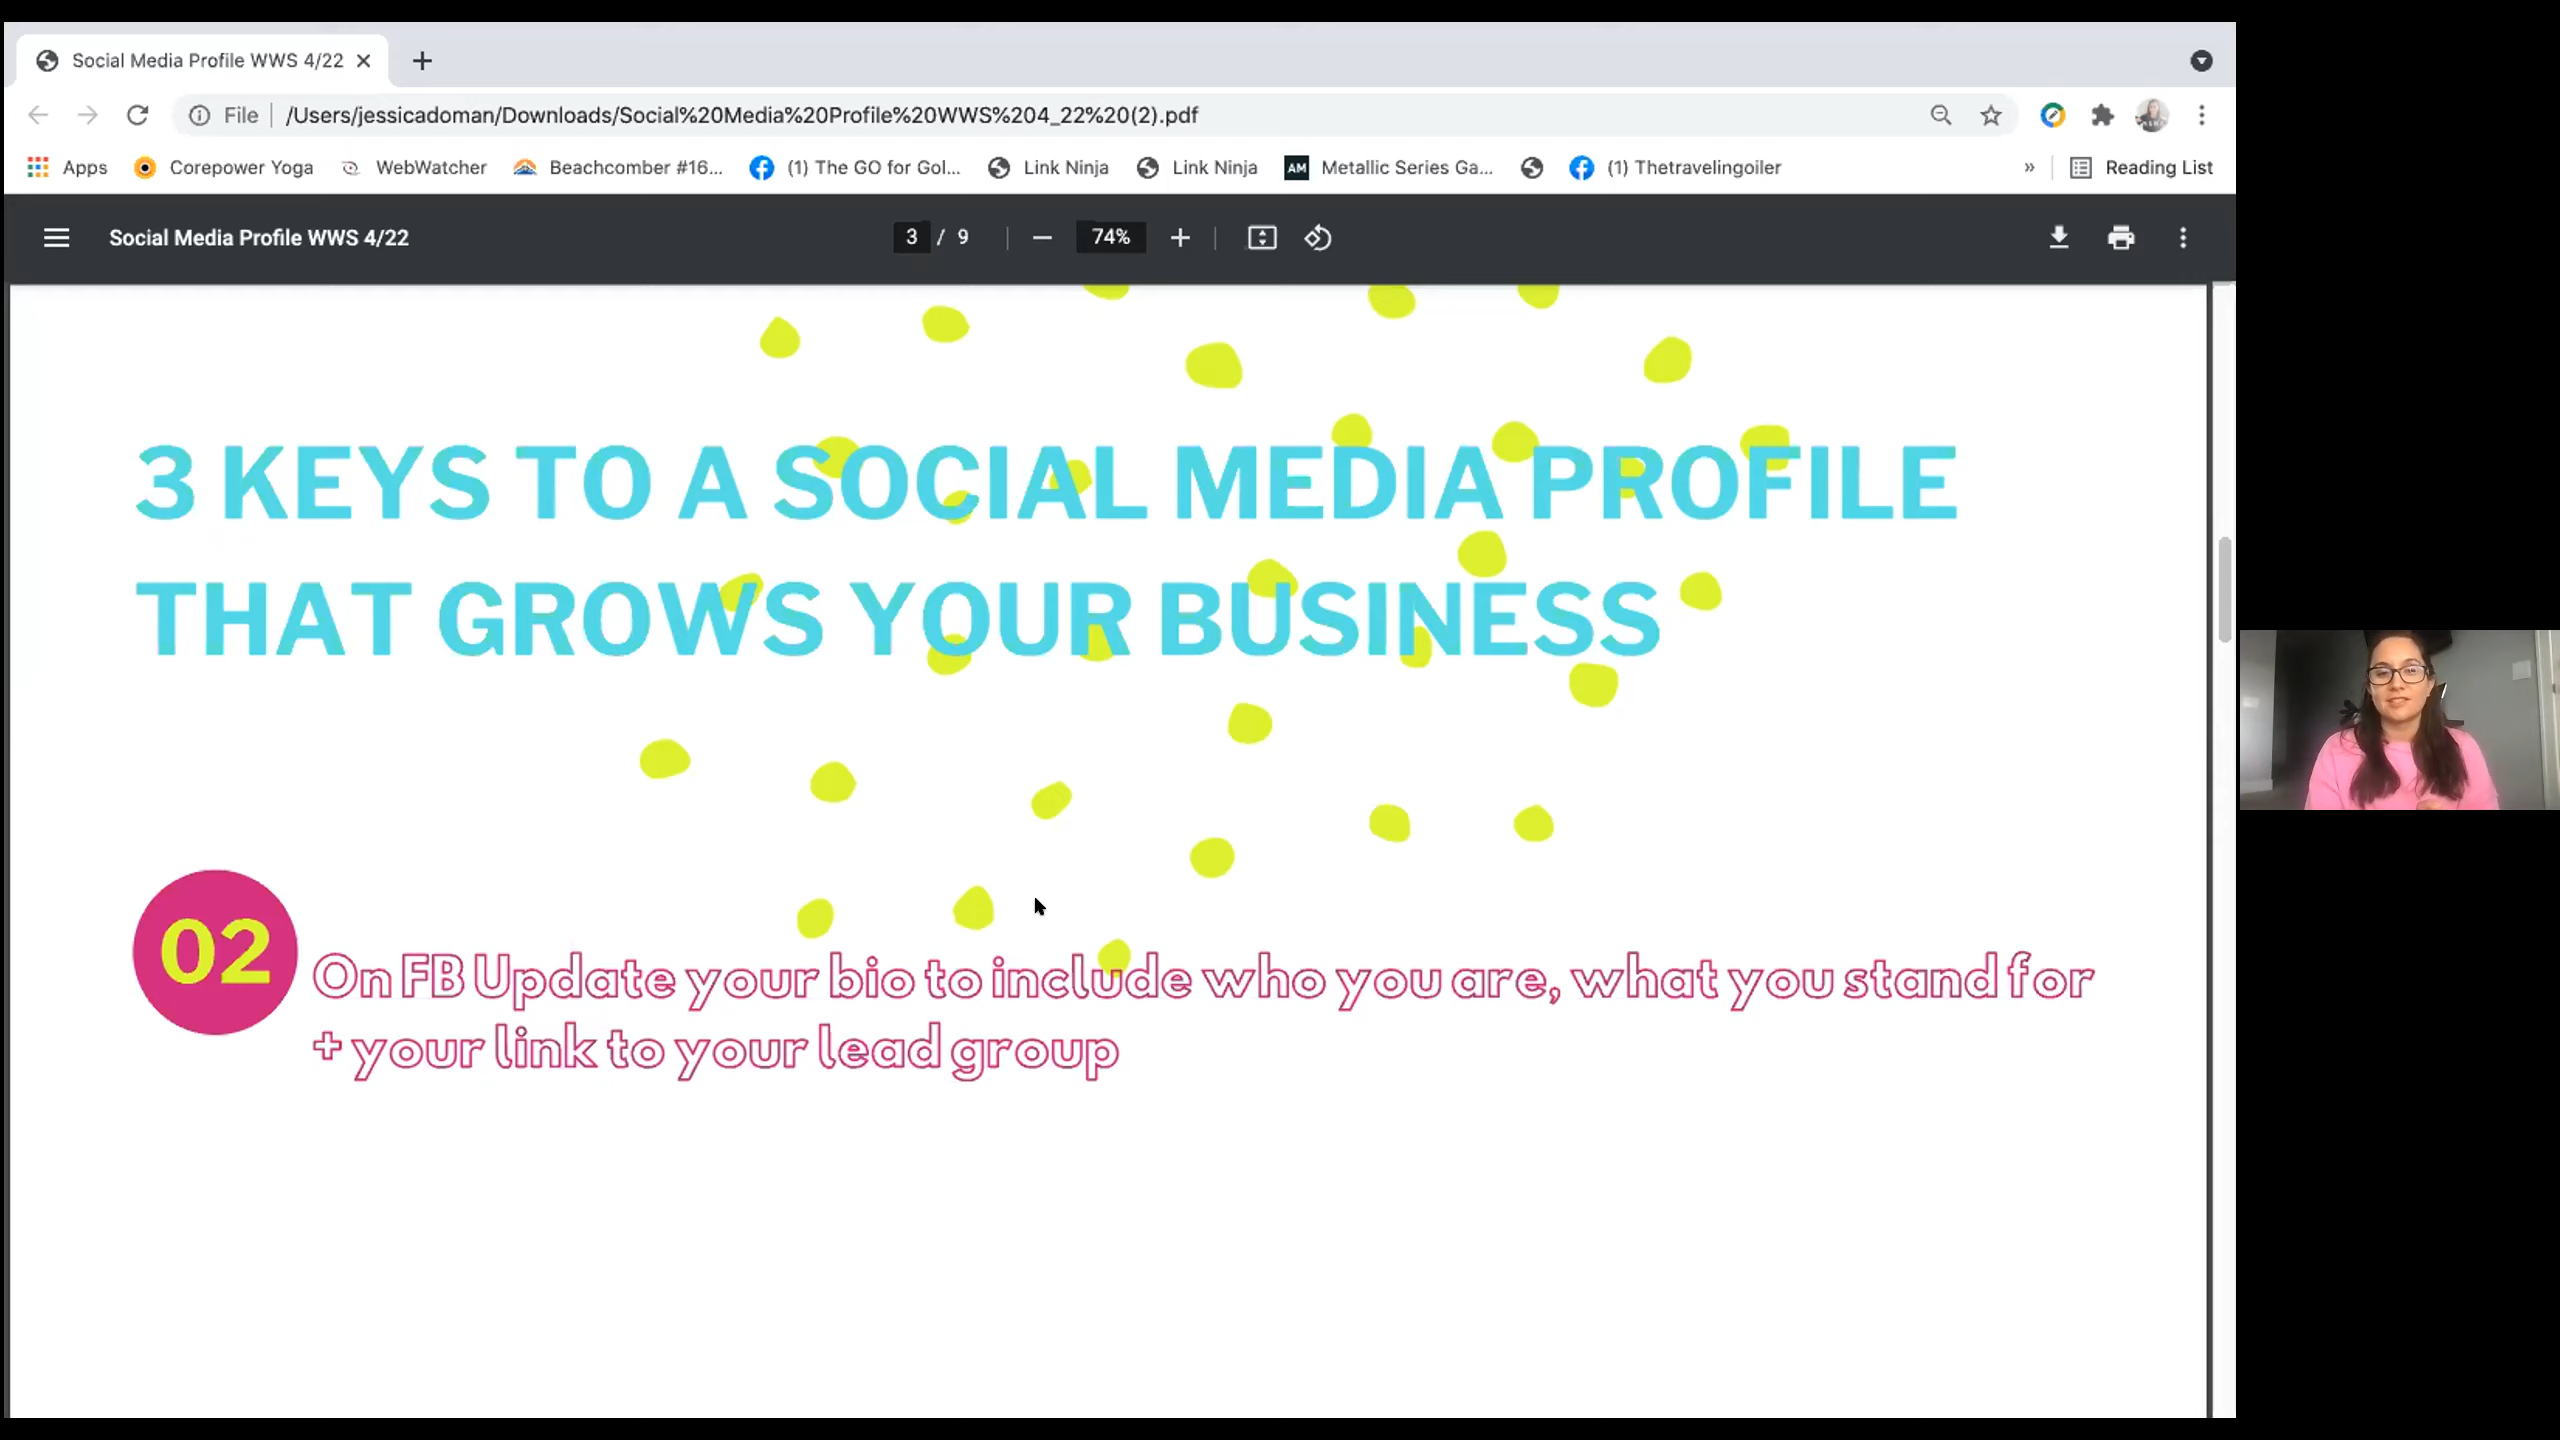 Social Media Profile WWS 4/22
File
/Users/jessicadoman/Downloads/Social%20Media%20Profile%20WWS%204_22%20(2).pdf
Apps
Corepower Yoga
WebWatcher
Beachcomber #16...
(1) The GO for Gol...
Link Ninja
Link Ninja
AM
Metallic Series Ga...
(1) Thetravelingoiler
»
Reading List
Social Media Profile WWS 4/22
3 / 9
74%
3 KEYS TO A SOCIAL MEDIA PROFILE
THAT GROWS YOUR BUSINESS
02
On FB Update your bio to include who you are, what you stand for
+ your link to your lead group